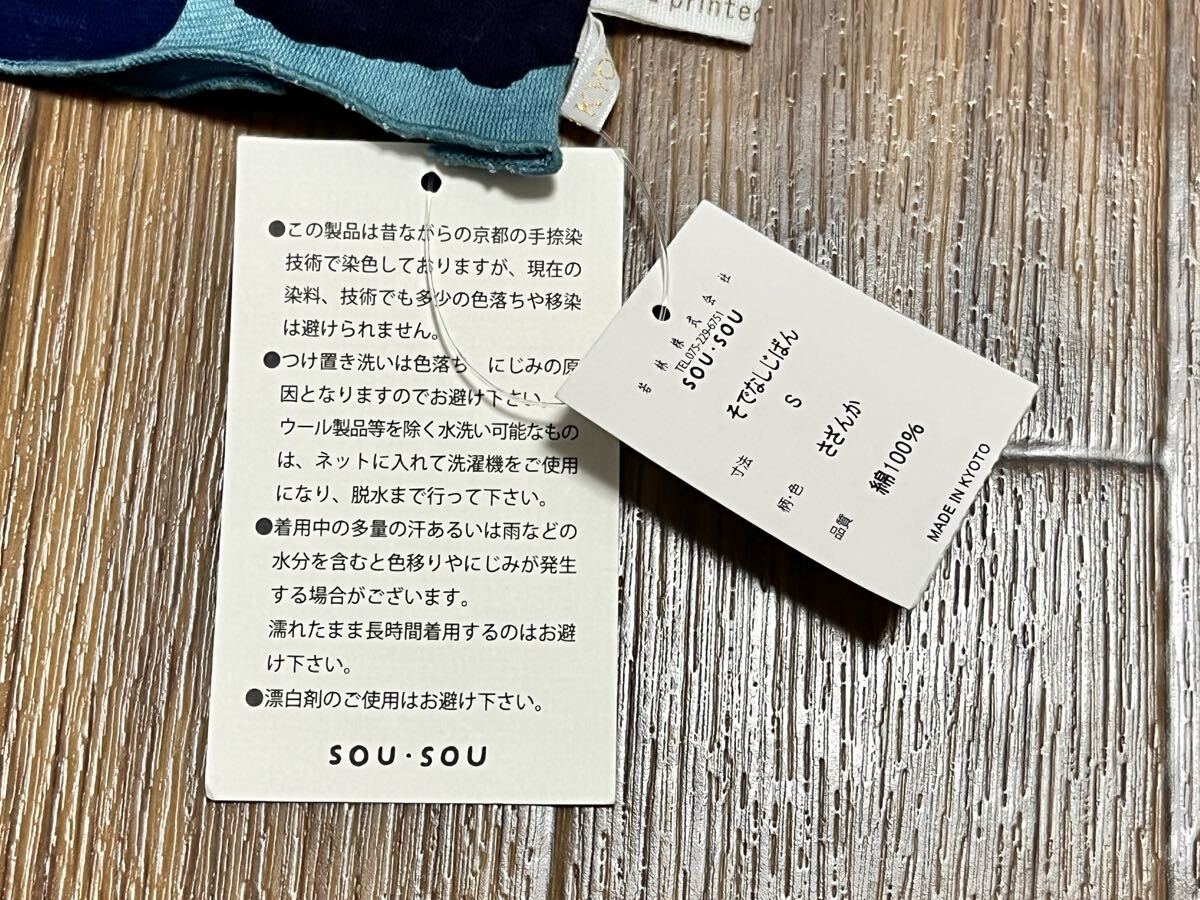 printed
KYO
●この製品は昔ながらの京都の手捺染
技術で染色しておりますが、現在の
染料、技術でも多少の色落ちや移染
は避けられません。
●つけ置き洗いは色落ち、にじみの原
因となりますのでお避け下さい。
ウール製品等を除く水洗い可能なもの
は、ネットに入れて洗濯機をご使用
になり、脱水まで行って下さい。
●着用中の多量の汗あるいは雨などの
水分を含むと色移りやにじみが発生
する場合がございます。
濡れたまま長時間着用するのはお避
け下さい。
●漂白剤のご使用はお避け下さい。
SOU・SOU
若林株式会社
TEL075-229-6751
SOU・SOU
そでなしじばん
寸法 S
柄・色 さざんか
品質 綿100%
MADE IN KYOTO